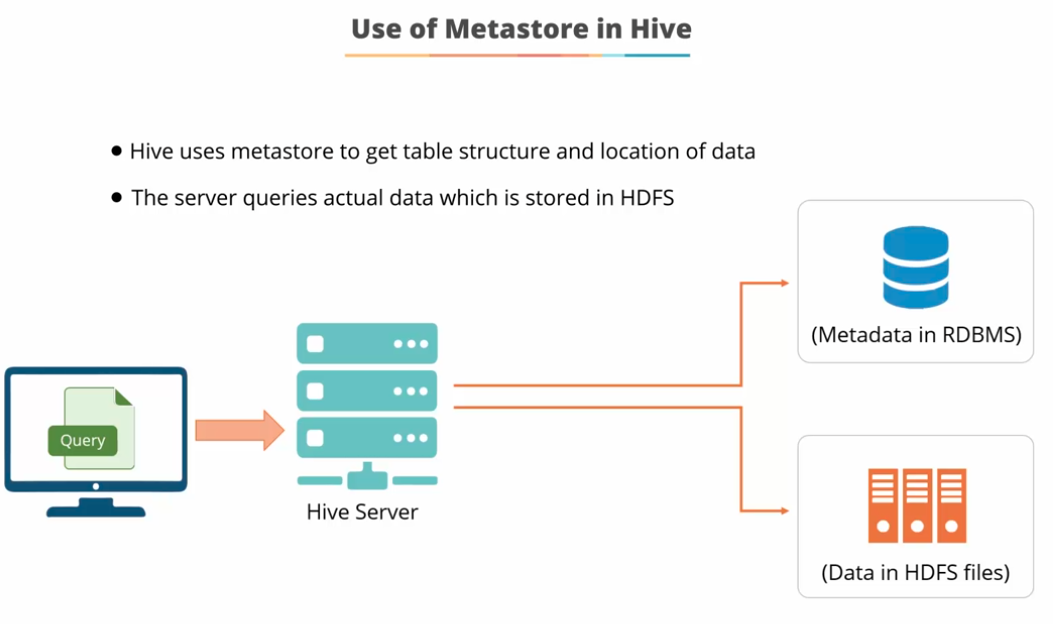 Use of Metastore in Hive
● Hive uses metastore to get table structure and location of data
● The server queries actual data which is stored in HDFS
(Metadata in RDBMS)
Query
Hive Server
(Data in HDFS files)